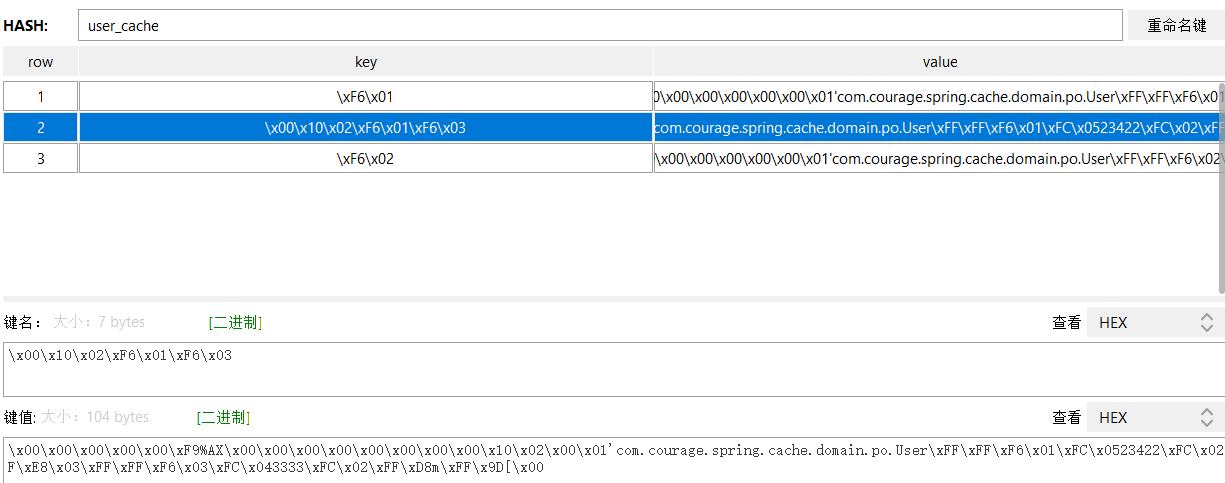 HASH: user_cache 重命名键
row key value
1 \xF6\x01 0\x00\x00\x00\x00\x00\x01'com.courage.spring.cache.domain.po.User\xFF\xFF\xF6\x01
2 \x00\x10\x02\xF6\x01\xF6\x03 com.courage.spring.cache.domain.po.User\xFF\xFF\xF6\x01\xFC\x0523422\xFC\x02\xFF
3 \xF6\x02 \x00\x00\x00\x00\x00\x01'com.courage.spring.cache.domain.po.User\xFF\xFF\xF6\x02\
键名: 大小: 7 bytes [二进制] 查看 HEX
\x00\x10\x02\xF6\x01\xF6\x03
键值: 大小: 104 bytes [二进制] 查看 HEX
\x00\x00\x00\x00\x00\xF9%AX\x00\x00\x00\x00\x00\x00\x00\x00\x00\x10\x02\x00\x01'com.courage.spring.cache.domain.po.User\xFF\xFF\xF6\x01\xFC\x0523422\xFC\x02
F\xE8\x03\xFF\xFF\xF6\x03\xFC\x043333\xFC\x02\xFF\xD8m\xFF\x9D[\x00